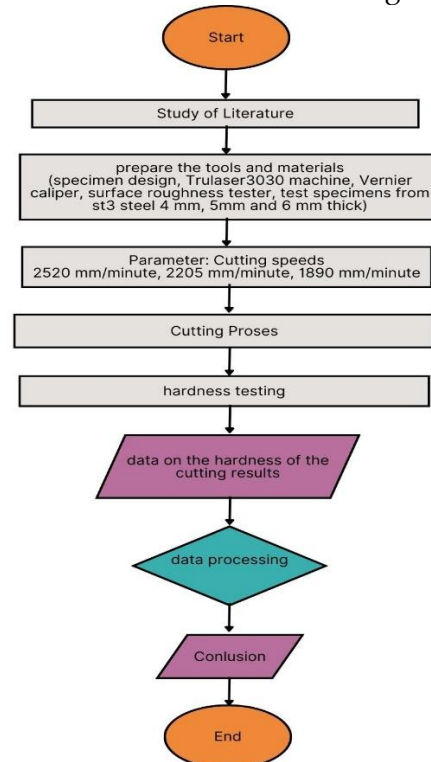 Start
Study of Literature
prepare the tools and materials
(specimen design, Trulaser3030 machine, Vernier
caliper, surface roughness tester, test specimens from
st3 steel 4 mm, 5mm and 6 mm thick)
Parameter: Cutting speeds
2520 mm/minute, 2205 mm/minute, 1890 mm/minute
Cutting Proses
hardness testing
data on the hardness of the
cutting results
data processing
Conlusion
End